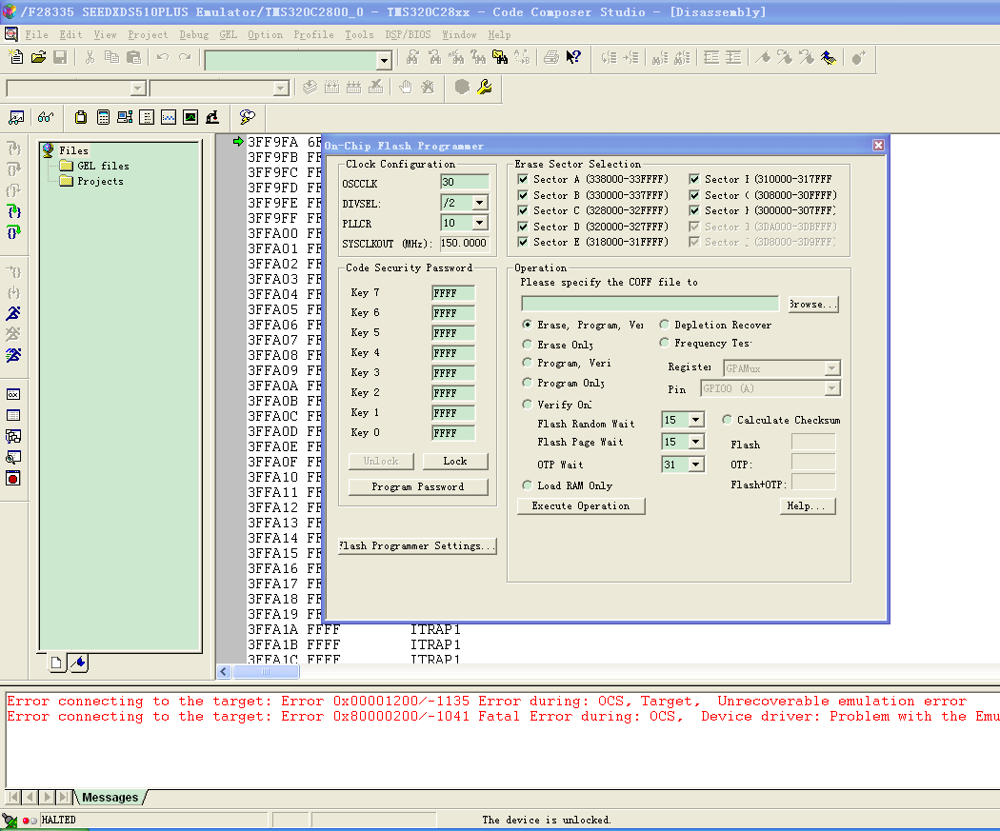 /F28335 SEEDXDS510PLUS Emulator/TMS320C2800_0 - TMS320C28xx - Code Composer Studio - [Disassembly]
File Edit View Project Debug GEL Option Profile Tools DSP/BIOS Window Help
Files
GEL files
Projects
3FF9FA 6F
3FF9FB FF
3FF9FC FF
3FF9FD FF
3FF9FE FF
3FF9FF FF
3FFA00 FF
3FFA01 FF
3FFA02 FF
3FFA03 FF
3FFA04 FF
3FFA05 FF
3FFA06 FF
3FFA07 FF
3FFA08 FF
3FFA09 FF
3FFA0A FF
3FFA0B FF
3FFA0C FF
3FFA0D FF
3FFA0E FF
3FFA0F FF
3FFA10 FF
3FFA11 FF
3FFA12 FF
3FFA13 FF
3FFA14 FF
3FFA15 FF
3FFA16 FF
3FFA17 FF
3FFA18 FF
3FFA19 FF
3FFA1A FFFF ITRAP1
3FFA1B FFFF ITRAP1
3FFA1C FFFF ITRAP1
On-Chip Flash Programmer
Clock Configuration
OSCCLK 30
DIVSEL: /2
PLLCR 10
SYSCLKOUT (MHz): 150.0000
Code Security Password
Key 7 FFFF
Key 6 FFFF
Key 5 FFFF
Key 4 FFFF
Key 3 FFFF
Key 2 FFFF
Key 1 FFFF
Key 0 FFFF
Unlock Lock
Program Password
Flash Programmer Settings...
Erase Sector Selection
Sector A (338000-33FFFF) Sector F (310000-317FFF
Sector B (330000-337FFF) Sector G (308000-30FFFF)
Sector C (328000-32FFFF) Sector H (300000-307FFF)
Sector D (320000-327FFF) Sector I (3DA000-3DBFFF)
Sector E (318000-31FFFF) Sector J (3D8000-3D9FFF)
Operation
Please specify the COFF file to
Browse...
Erase, Program, Ver Depletion Recover
Erase Only Frequency Tes
Program, Veri Register GPAMux
Program Only Pin GPIO0 (A)
Verify Onl
Flash Random Wait 15 Calculate Checksum
Flash Page Wait 15 Flash
OTP Wait 31 OTP:
Flash+OTP:
Load RAM Only
Execute Operation Help...
Error connecting to the target: Error 0x00001200/-1135 Error during: OCS, Target, Unrecoverable emulation error
Error connecting to the target: Error 0x80000200/-1041 Fatal Error during: OCS, Device driver: Problem with the Emu
Messages
HALTED The device is unlocked.